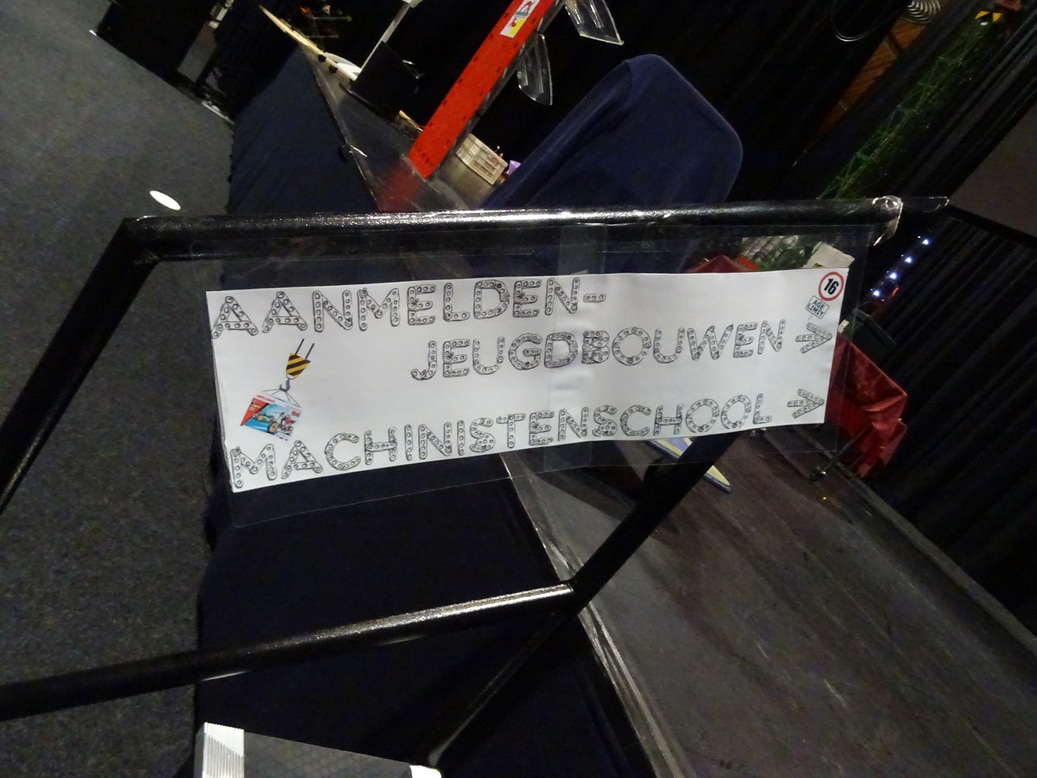 AANMELDEN-
JEUGDBOUWEN
MACHINISTENSCHOOL
16
AGE
LIMIT